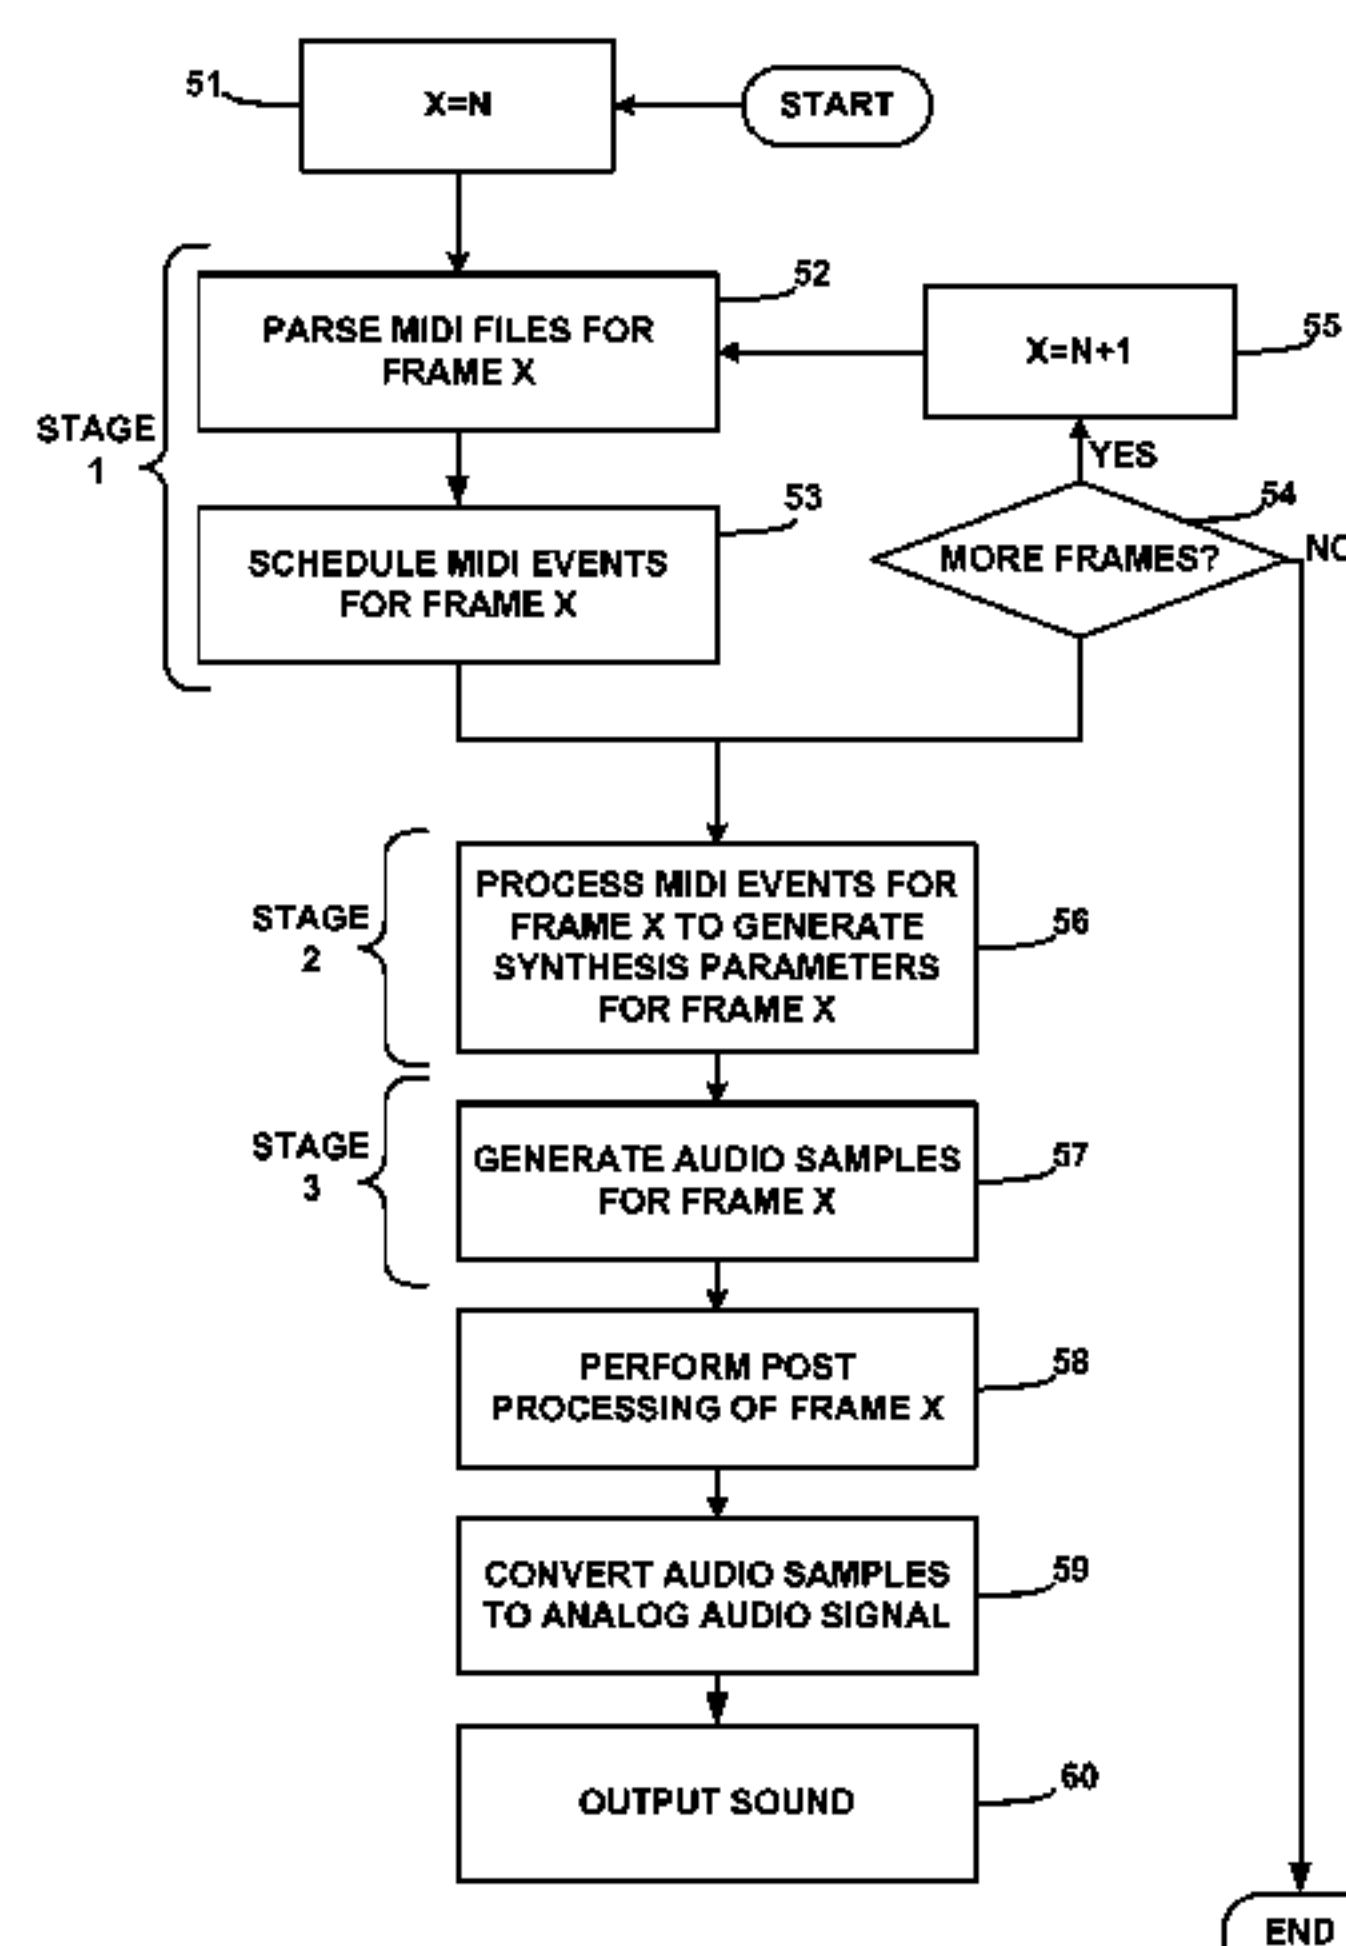 51
X=N
START
52
PARSE MIDI FILES FOR
FRAME X
X=N+1
55
STAGE
1
YES
53
54
SCHEDULE MIDI EVENTS
FOR FRAME X
MORE FRAMES?
NO
PROCESS MIDI EVENTS FOR
FRAME X TO GENERATE
SYNTHESIS PARAMETERS
FOR FRAME X
STAGE
2
56
STAGE
3
GENERATE AUDIO SAMPLES
FOR FRAME X
57
PERFORM POST
PROCESSING OF FRAME X
58
CONVERT AUDIO SAMPLES
TO ANALOG AUDIO SIGNAL
59
OUTPUT SOUND
60
END